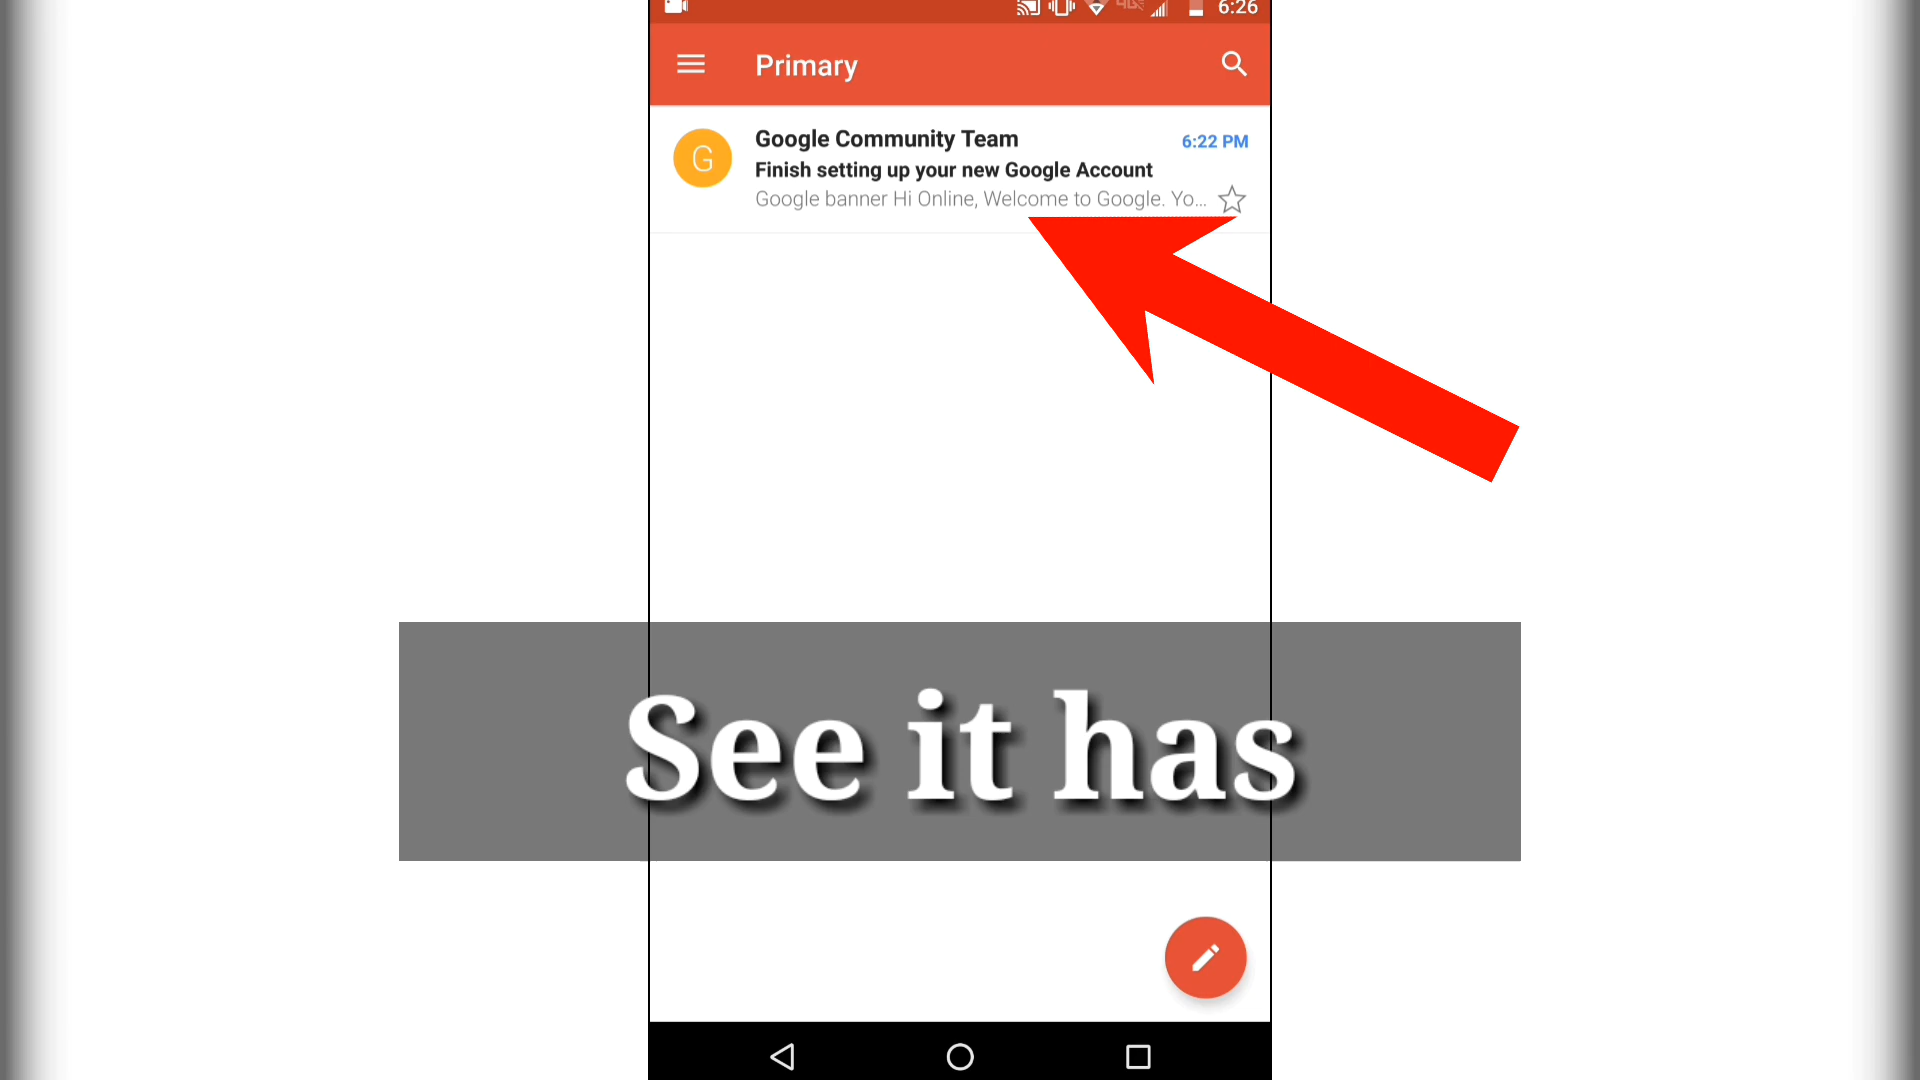 6:26
Primary
G
Google Community Team
6:22 PM
Finish setting up your new Google Account
Google banner Hi Online, Welcome to Google. Yo...
See it has